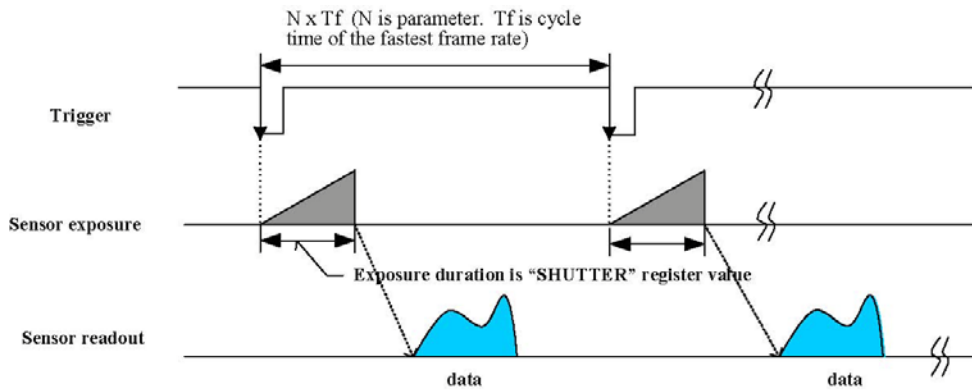 N x Tf (N is parameter. Tf is cycle
time of the fastest frame rate)
Trigger
Sensor exposure
Exposure duration is “SHUTTER” register value
Sensor readout
data
data